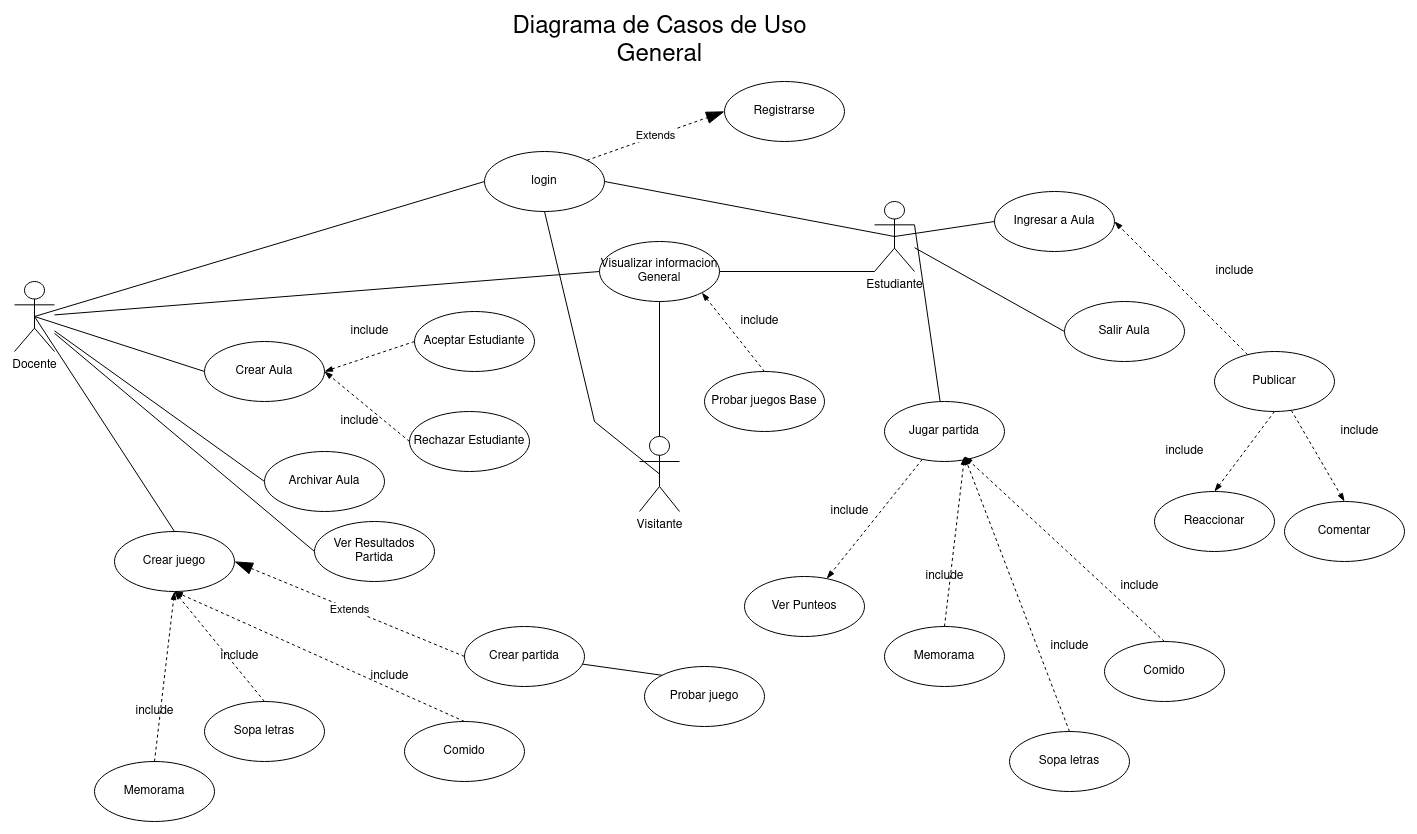 Diagrama de Casos de Uso
General
Registrarse
Extends
login
Ingresar a Aula
Visualizar informacion
General
include
Estudiante
include
include
Salir Aula
Docente
Aceptar Estudiante
Crear Aula
Publicar
Probar juegos Base
include
Rechazar Estudiante
Jugar partida
include
include
Archivar Aula
include
Visitante
Reaccionar
Comentar
Ver Resultados
Partida
Crear juego
include
include
Extends
Ver Punteos
include
Crear partida
Memorama
include
Comido
include
Probar juego
include
Sopa letras
Comido
Sopa letras
Memorama